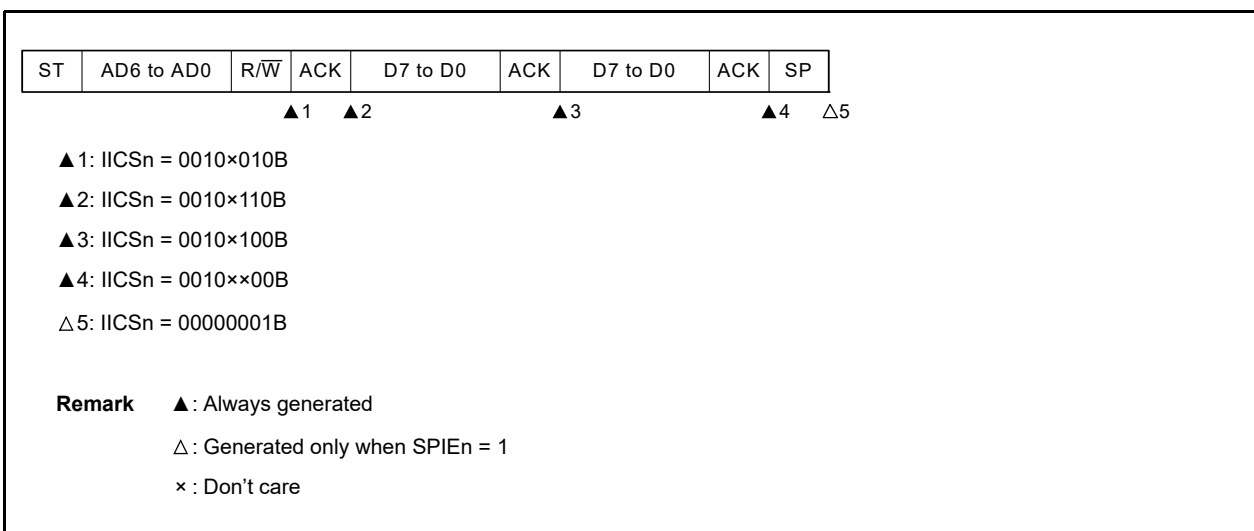 ST AD6 to AD0 R/W̅ ACK D7 to D0 ACK D7 to D0 ACK SP
▲1 ▲2 ▲3 ▲4 △5
▲1: IICSn = 0010×010B
▲2: IICSn = 0010×110B
▲3: IICSn = 0010×100B
▲4: IICSn = 0010××00B
△5: IICSn = 00000001B
Remark ▲: Always generated
△: Generated only when SPIEn = 1
×: Don't care